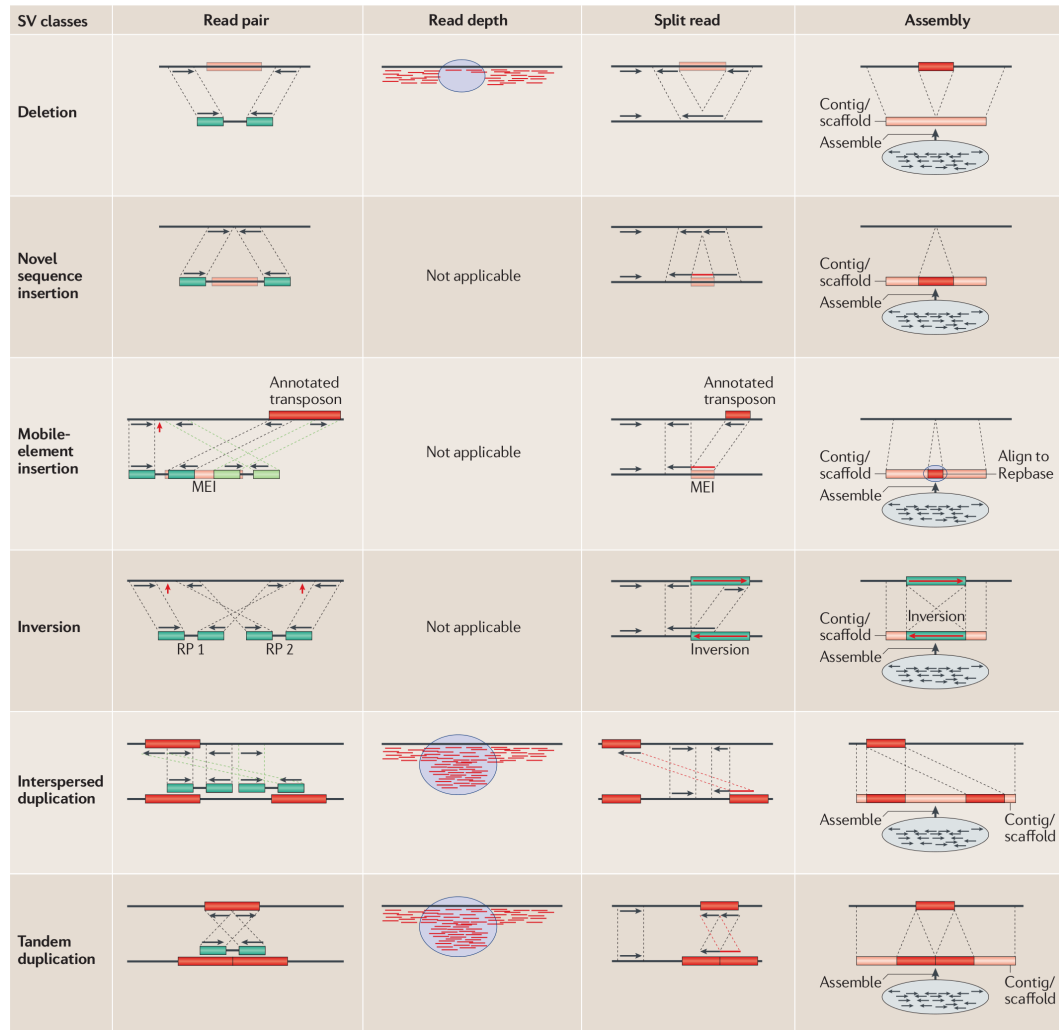 SV classes
Read pair
Read depth
Split read
Assembly
Deletion
Contig/
scaffold
Assemble
Novel
sequence
insertion
Not applicable
Contig/
scaffold
Assemble
Mobile-
element
insertion
Annotated
transposon
MEI
Not applicable
Annotated
transposon
MEI
Contig/
scaffold
Assemble
Align to
Repbase
Inversion
RP 1
RP 2
Not applicable
Inversion
Inversion
Contig/
scaffold
Assemble
Interspersed
duplication
Assemble
Contig/
scaffold
Tandem
duplication
Assemble
Contig/
scaffold